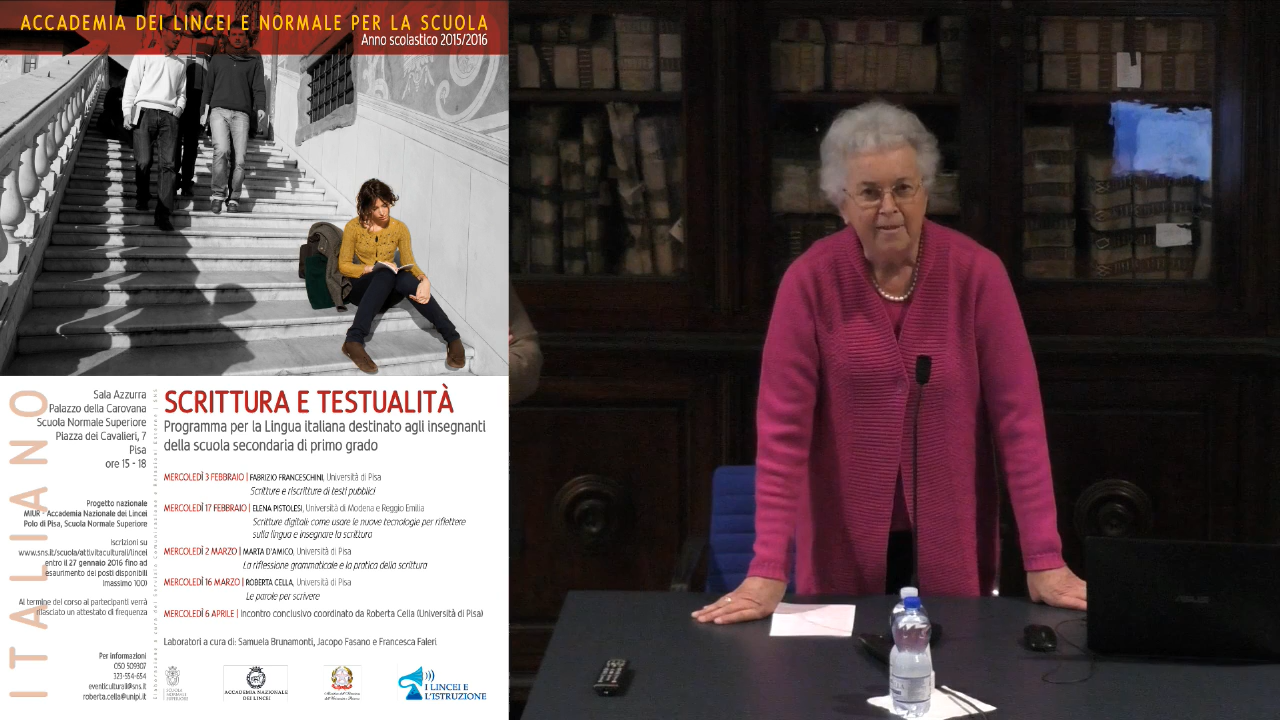 ACCADEMIA DEI LINCEI E NORMALE PER LA SCUOLA
Anno scolastico 2015/2016
ITALIANO
Sala Azzurra
Palazzo della Carovana
Scuola Normale Superiore
Piazza dei Cavalieri, 7
Pisa
ore 15 - 18
Progetto nazionale
MIUR - Accademia Nazionale dei Lincei
Polo di Pisa, Scuola Normale Superiore
Iscrizioni su
www.sns.it/scuola/attivitaculturali/lincei
entro il 27 gennaio 2016 fino ad
esaurimento dei posti disponibili
(massimo 100)
Al termine del corso ai partecipanti verrà
rilasciato un attestato di frequenza
Per informazioni
050 509307
323-554-654
eventiculturali@sns.it
roberta.cella@unipi.it
SCRITTURA E TESTUALITÀ
Programma per la Lingua italiana destinato agli insegnanti
della scuola secondaria di primo grado
MERCOLEDÌ 3 FEBBRAIO | FABRIZIO FRANCESCHINI, Università di Pisa
Scritture e riscritture di testi pubblici
MERCOLEDÌ 17 FEBBRAIO | ELENA PISTOLESI, Università di Modena e Reggio Emilia
Scritture digitali: come usare le nuove tecnologie per riflettere
sulla lingua e insegnare la scrittura
MERCOLEDÌ 2 MARZO | MARTA D'AMICO, Università di Pisa
La riflessione grammaticale e la pratica della scrittura
MERCOLEDÌ 16 MARZO | ROBERTA CELLA, Università di Pisa
Le parole per scrivere
MERCOLEDÌ 6 APRILE | Incontro conclusivo coordinato da Roberta Cella (Università di Pisa)
Laboratori a cura di: Samuela Brunamonti, Jacopo Fasano e Francesca Faleri
SCUOLA
NORMALE
SUPERIORE
ACCADEMIA NAZIONALE
DEI LINCEI
I LINCEI E
L'ISTRUZIONE
ASUS